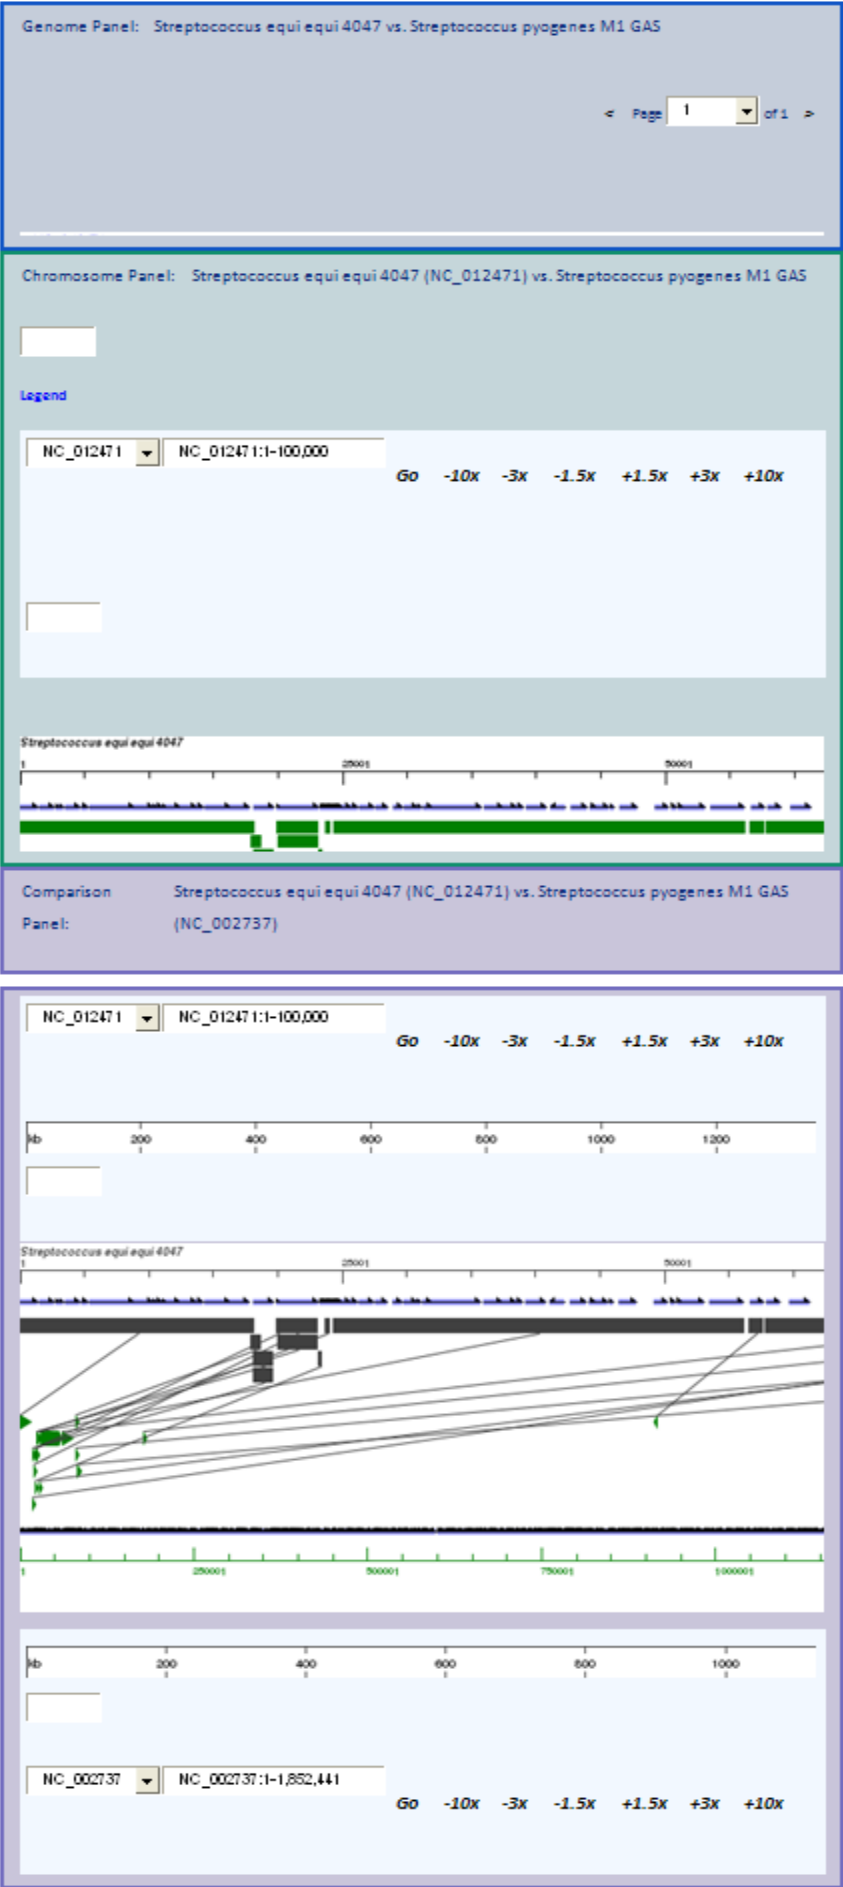 Genome Panel: Streptococcus equi equi 4047 vs. Streptococcus pyogenes M1 GAS
< Page 1 of 1 >
Chromosome Panel: Streptococcus equi equi 4047 (NC_012471) vs. Streptococcus pyogenes M1 GAS
Legend
NC_012471 NC_012471:1-100,000
Go -10x -3x -1.5x +1.5x +3x +10x
Streptococcus equi equi 4047
1 25001 50001
Comparison Streptococcus equi equi 4047 (NC_012471) vs. Streptococcus pyogenes M1 GAS
Panel: (NC_002737)
NC_012471 NC_012471:1-100,000
Go -10x -3x -1.5x +1.5x +3x +10x
kb 200 400 600 800 1000 1200
Streptococcus equi equi 4047
1 25001 50001
1 250001 500001 750001 1000001
kb 200 400 600 800 1000
NC_002737 NC_002737:1-1,852,441
Go -10x -3x -1.5x +1.5x +3x +10x